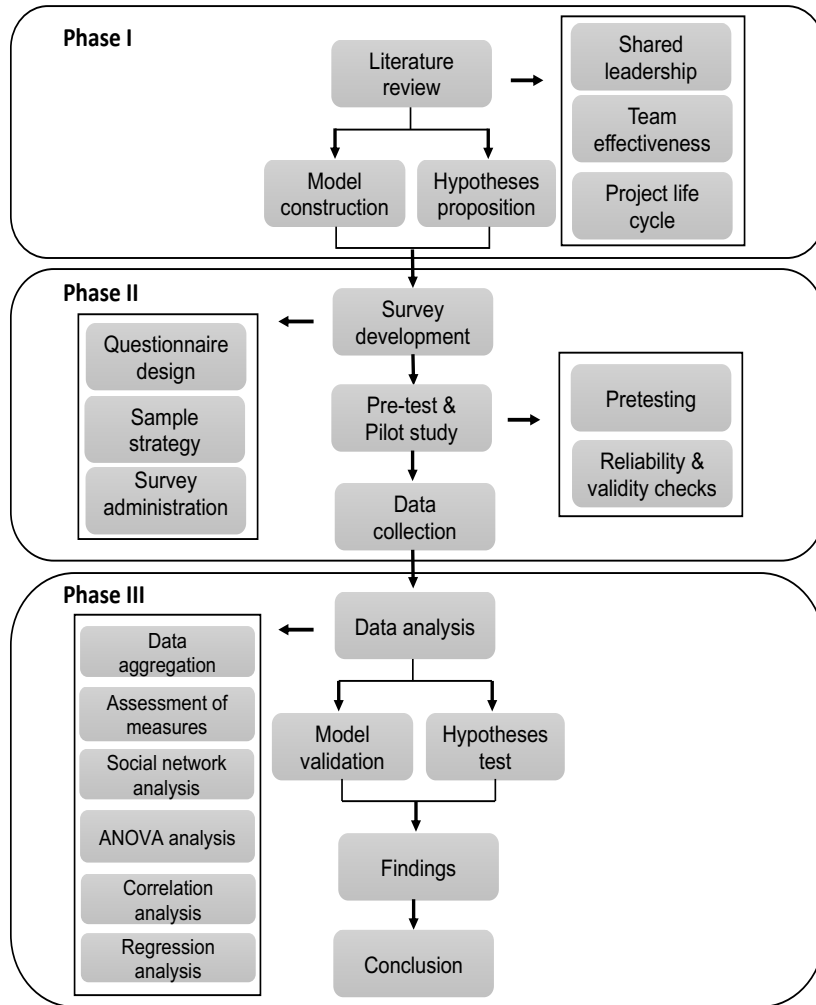 Phase I
Literature
review
Shared
leadership
Team
effectiveness
Project life
cycle
Model
construction
Hypotheses
proposition
Phase II
Survey
development
Questionnaire
design
Sample
strategy
Survey
administration
Pre-test &
Pilot study
Pretesting
Reliability &
validity checks
Data
collection
Phase III
Data analysis
Data
aggregation
Assessment of
measures
Social network
analysis
ANOVA analysis
Correlation
analysis
Regression
analysis
Model
validation
Hypotheses
test
Findings
Conclusion